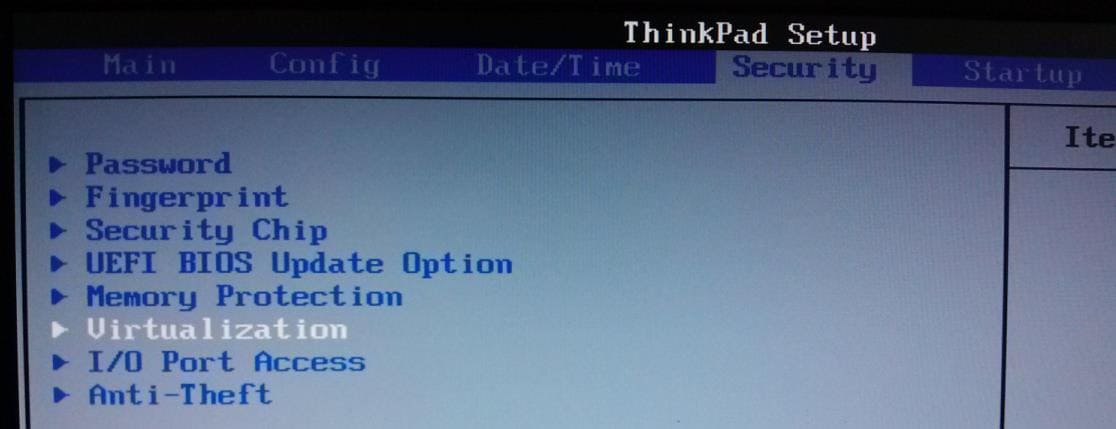 ThinkPad Setup
Main Config Date/Time Security Startup
Password
Fingerprint
Security Chip
UEFI BIOS Update Option
Memory Protection
Virtualization
I/O Port Access
Anti-Theft